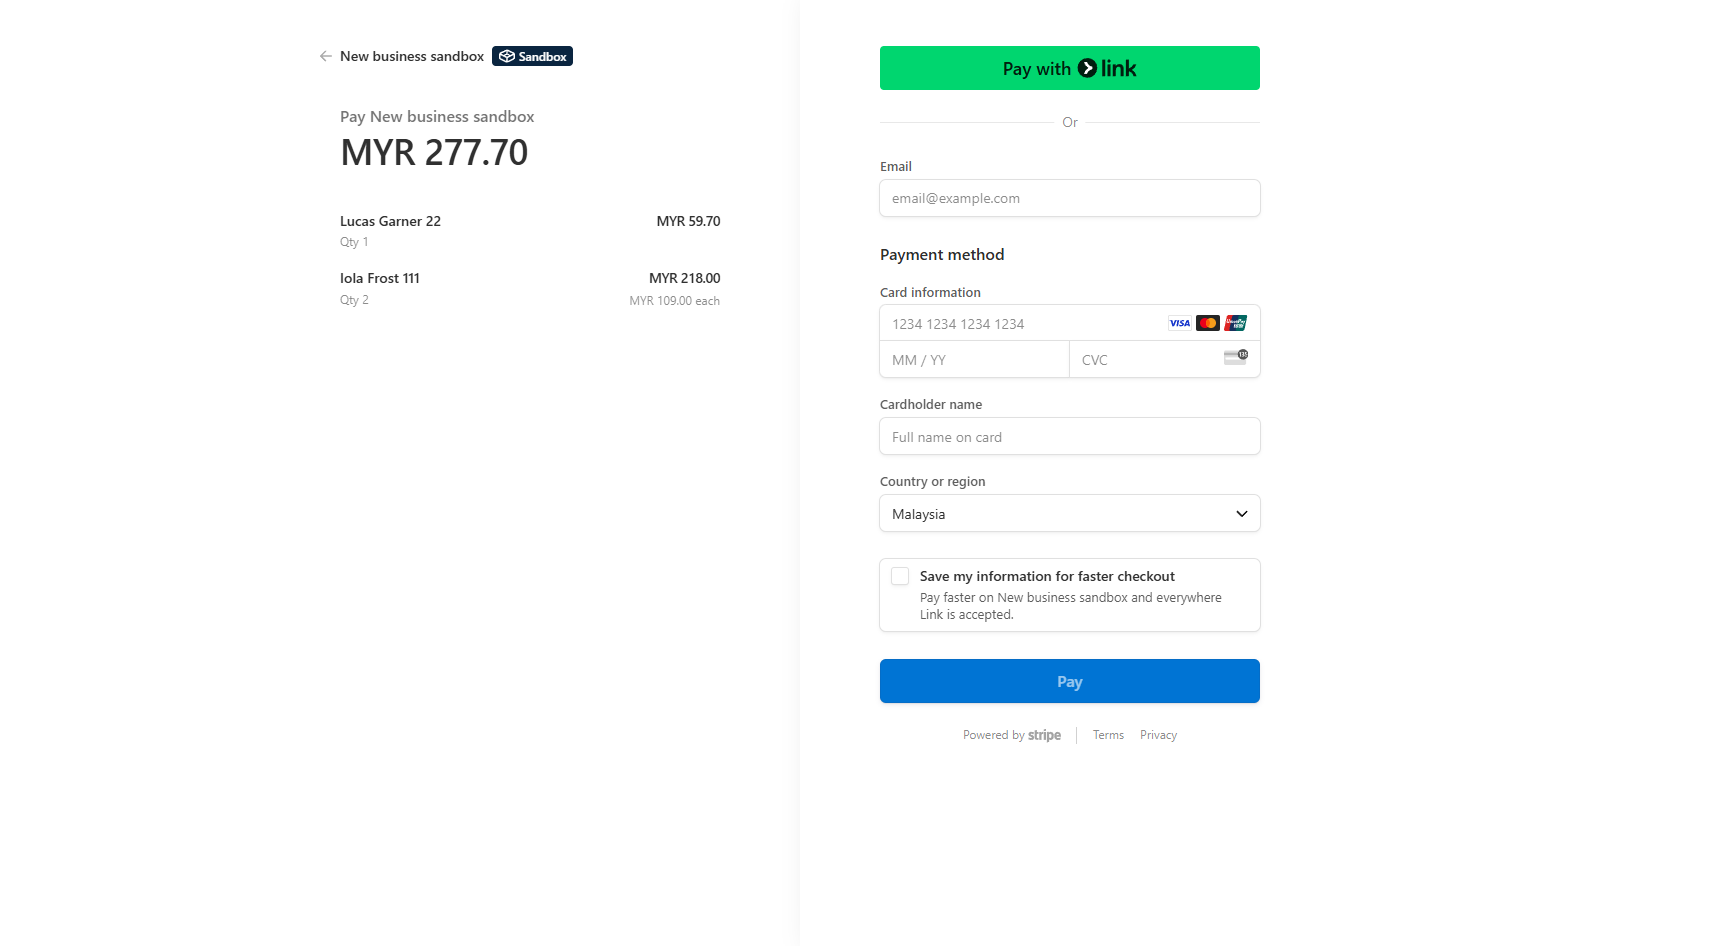 New business sandbox Sandbox
Pay New business sandbox
MYR 277.70
Lucas Garner 22 MYR 59.70
Qty 1
Iola Frost 111 MYR 218.00
Qty 2 MYR 109.00 each
Pay with link
Or
Email
email@example.com
Payment method
Card information
1234 1234 1234 1234 VISA
MM / YY CVC 135
Cardholder name
Full name on card
Country or region
Malaysia
Save my information for faster checkout
Pay faster on New business sandbox and everywhere
Link is accepted.
Pay
Powered by stripe Terms Privacy